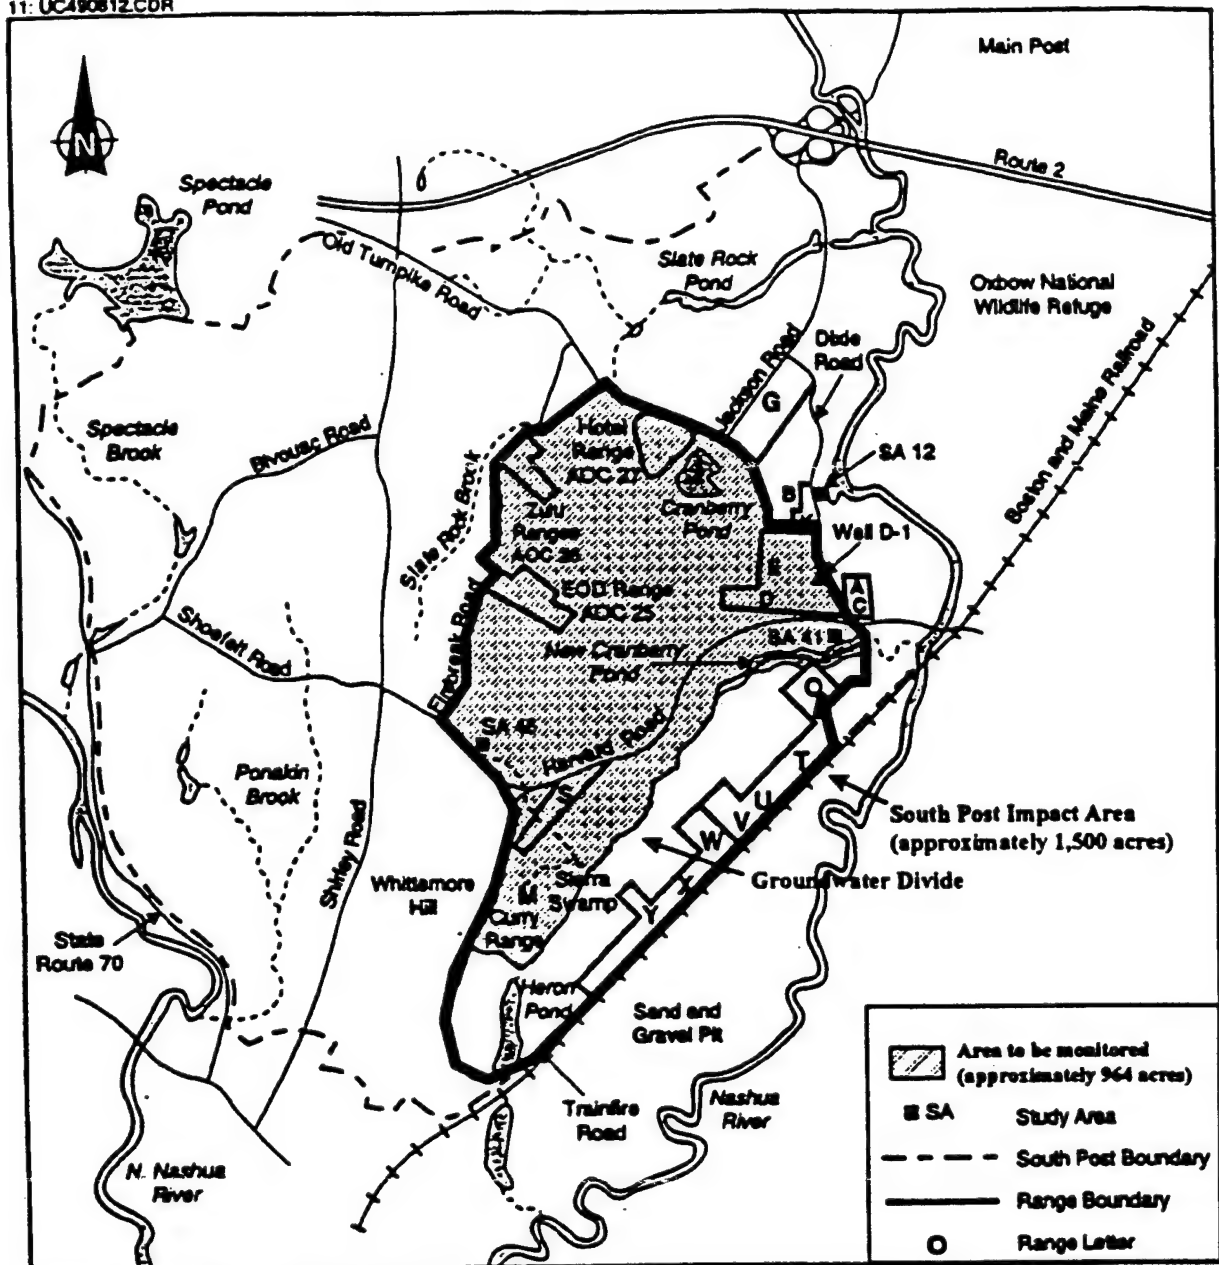 11: UC490812.CDR
Main Post
N
Route 2
Spectacle
Pond
Old Turnpike Road
Slate Rock
Pond
Oxbow National
Wildlife Refuge
Jackson Road
Dixie
Road
Boston and Maine Railroad
G
Spectacle
Brook
Bivouac Road
Slate Rock Brook
Hotel
Range
AOC 27
Zulu
Ranges
AOC 26
Cranberry
Pond
SA 12
B
Well D-1
E
D
A
C
EOD Range
AOC 25
SA 41
New Cranberry
Pond
Shoefelt Road
Firebreak Road
O
SA 46
Harvard Road
S
T
Ponakin
Brook
U
V
W
X
Y
South Post Impact Area
(approximately 1,500 acres)
Groundwater Divide
Shirley Road
Whittemore
Hill
M
Sierra
Swamp
Curry
Range
State
Route 70
Heron
Pond
Sand and
Gravel Pit
Trainfire
Road
Nashua
River
N. Nashua
River
Area to be monitored
(approximately 964 acres)
SA Study Area
South Post Boundary
Range Boundary
O Range Letter